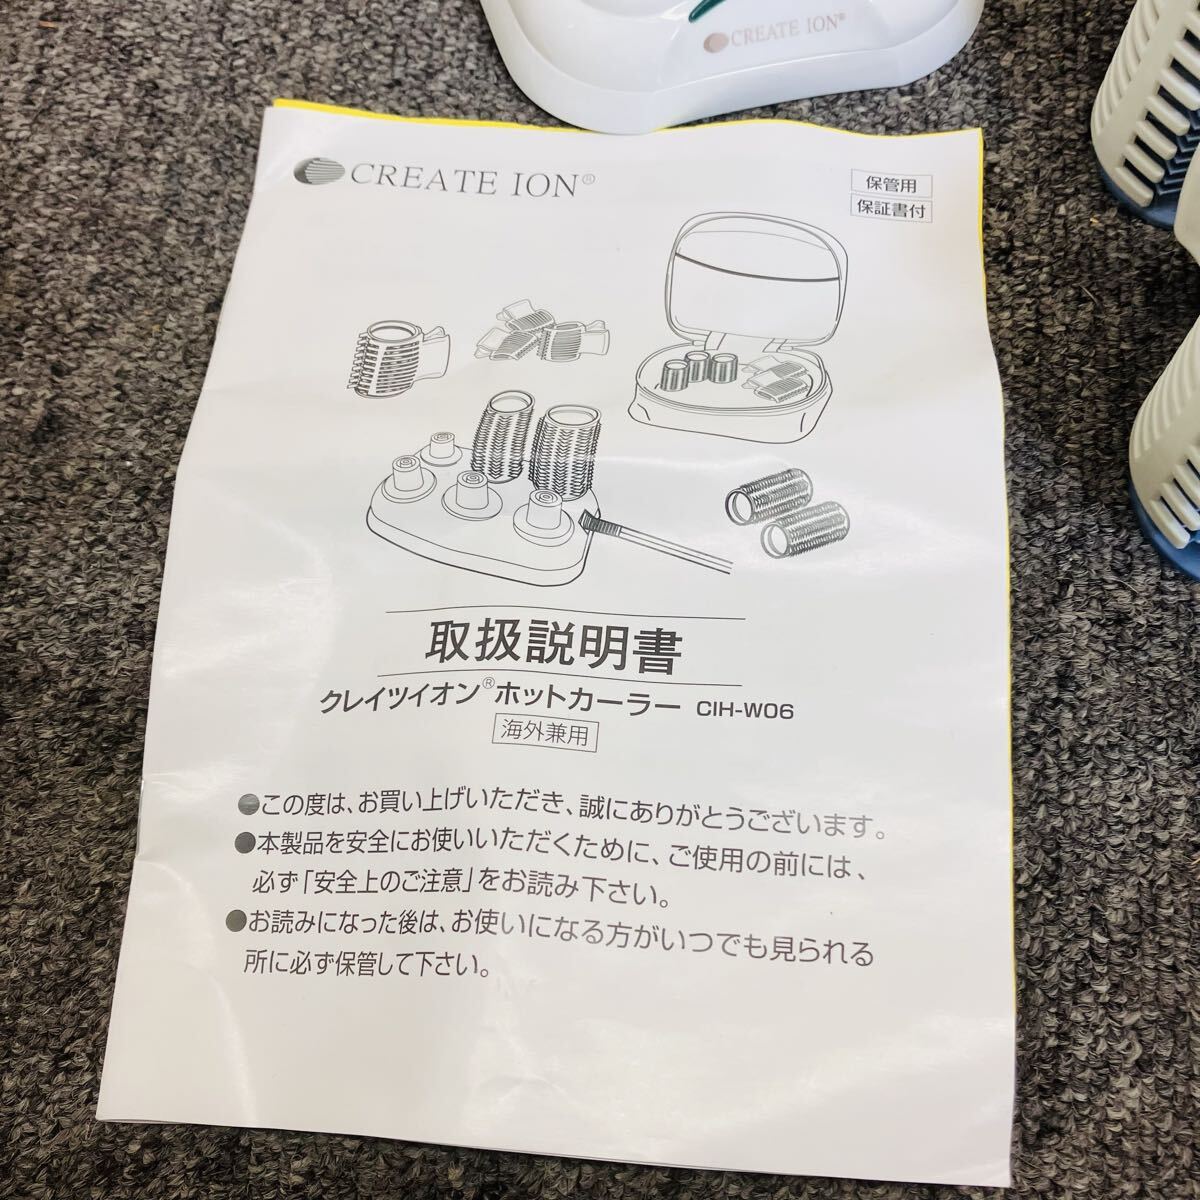 CREATE ION®
CREATE ION®
保管用
保証書付
取扱説明書
クレイツイオン®ホットカーラー CIH-W06
海外兼用
●この度は、お買い上げいただき、誠にありがとうございます。
●本製品を安全にお使いいただくために、ご使用の前には、
必ず「安全上のご注意」をお読み下さい。
●お読みになった後は、お使いになる方がいつでも見られる
所に必ず保管して下さい。